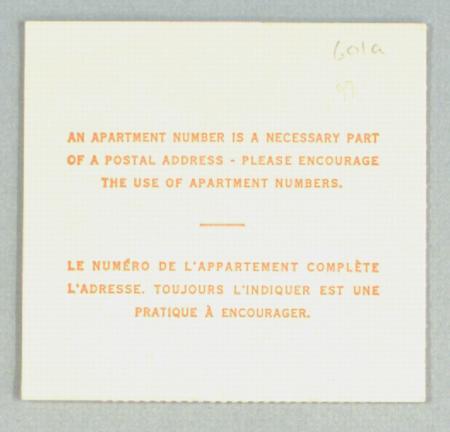 601a
AN APARTMENT NUMBER IS A NECESSARY PART
OF A POSTAL ADDRESS - PLEASE ENCOURAGE
THE USE OF APARTMENT NUMBERS.
LE NUMÉRO DE L'APPARTEMENT COMPLÈTE
L'ADRESSE. TOUJOURS L'INDIQUER EST UNE
PRATIQUE À ENCOURAGER.